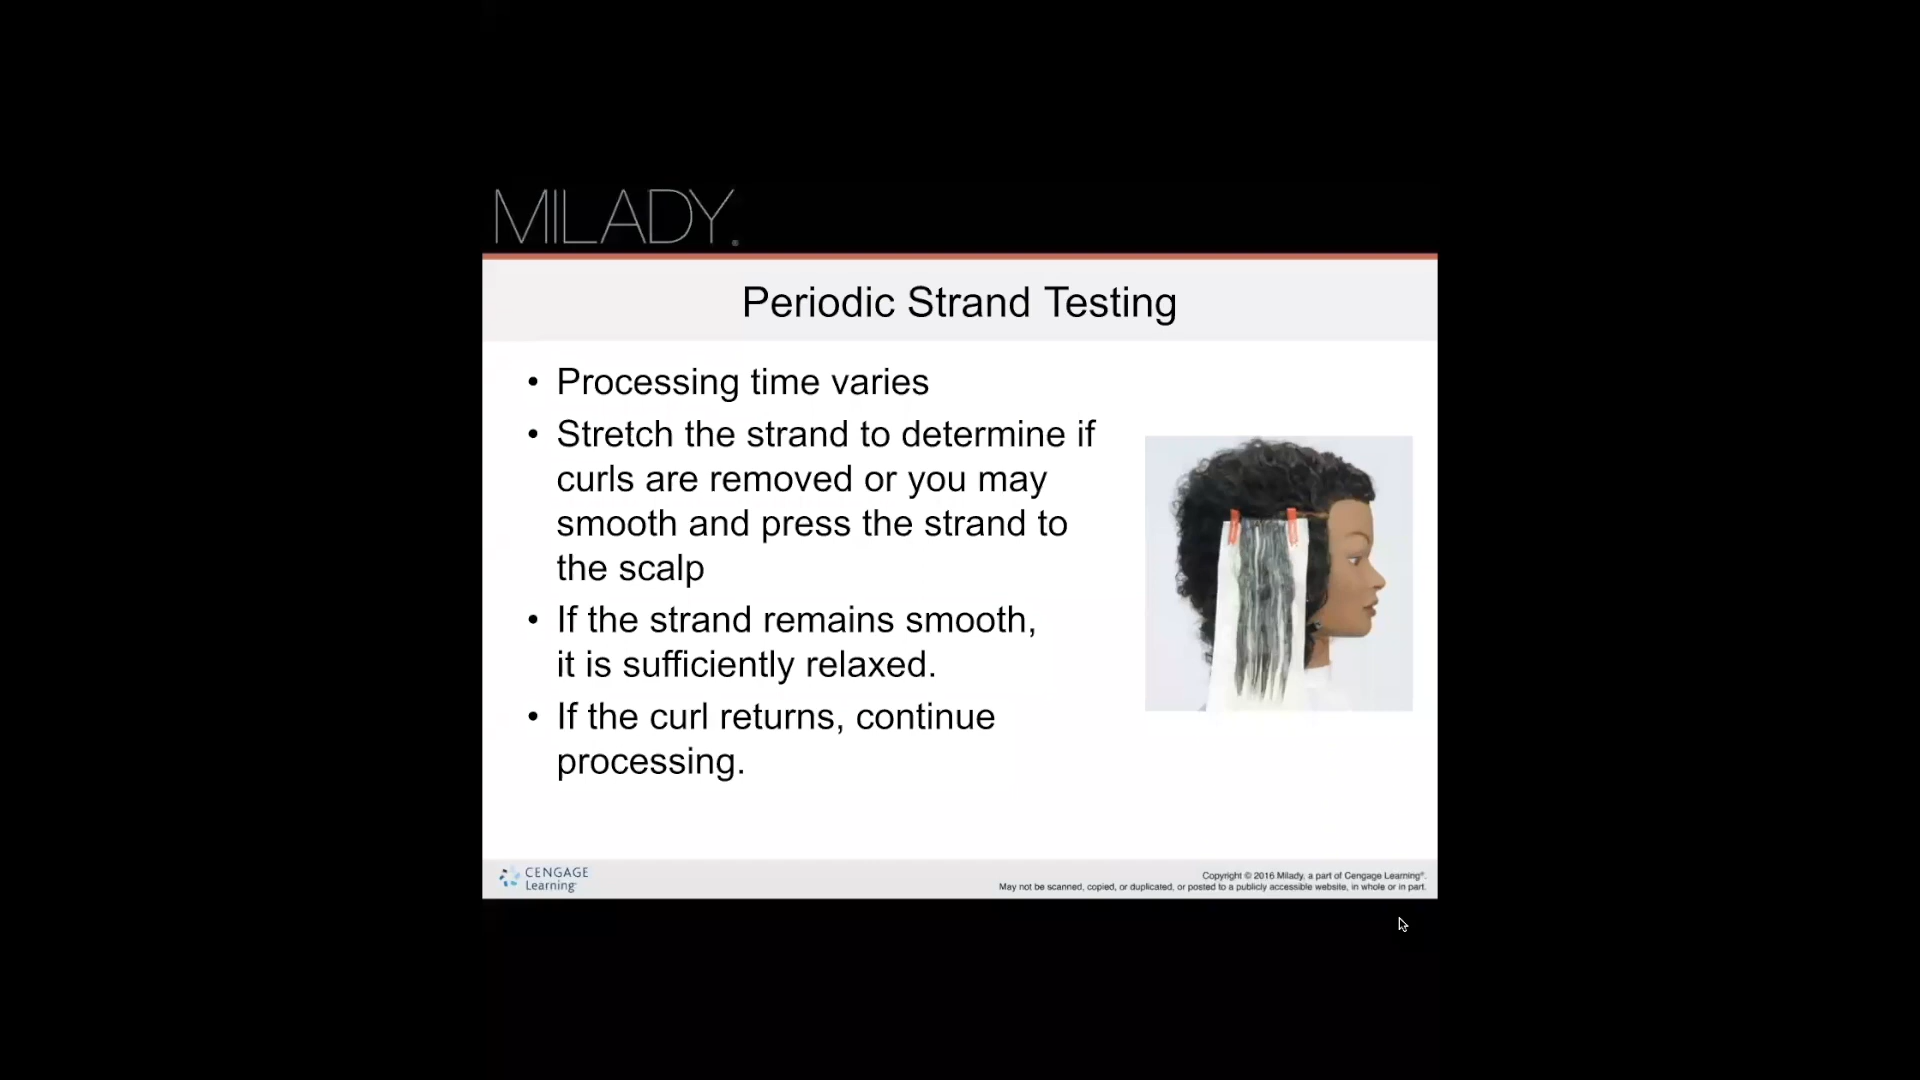 MILADY®
Periodic Strand Testing
• Processing time varies
• Stretch the strand to determine if
curls are removed or you may
smooth and press the strand to
the scalp
• If the strand remains smooth,
it is sufficiently relaxed.
• If the curl returns, continue
processing.
CENGAGE
Learning™
Copyright © 2016 Milady, a part of Cengage Learning®.
May not be scanned, copied, or duplicated, or posted to a publicly accessible website, in whole or in part.